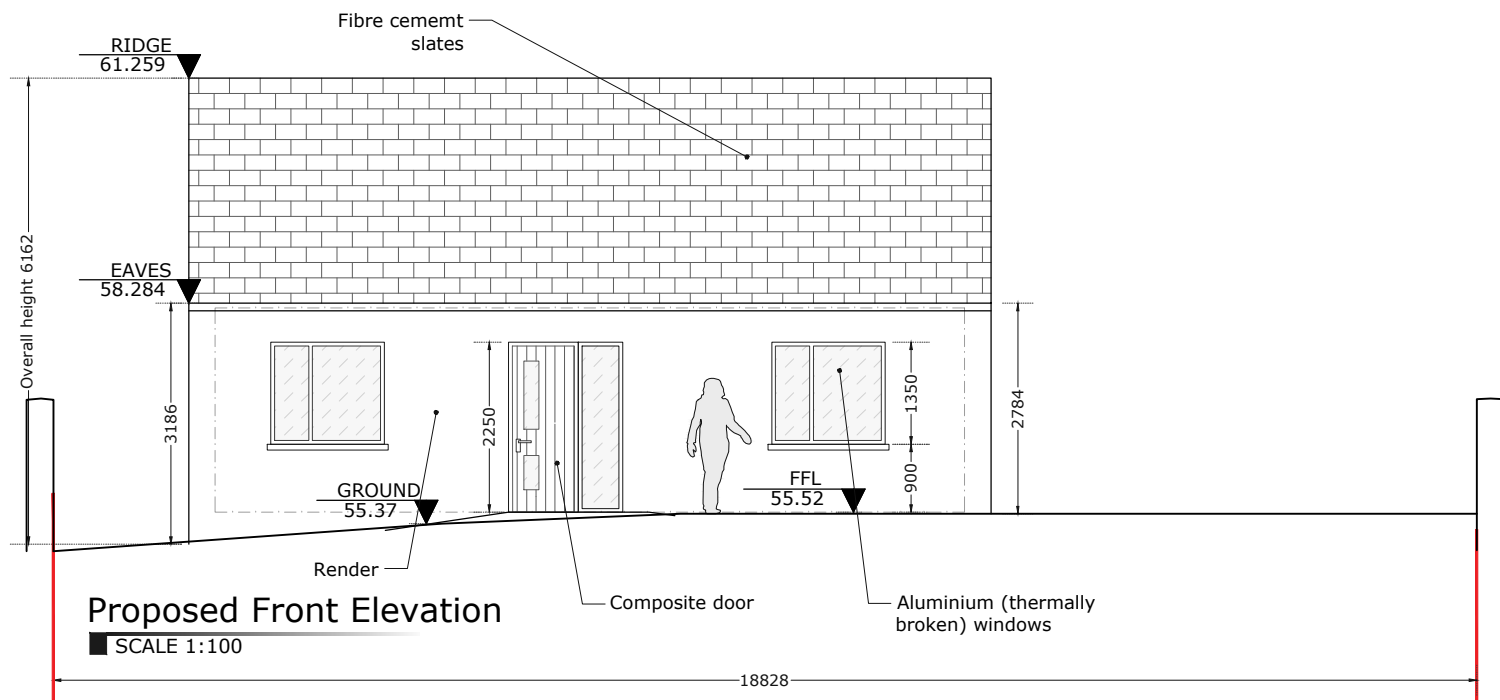 Fibre cememt
slates
RIDGE
61.259
Overall height 6162
EAVES
58.284
3186
2250
1350
900
2784
GROUND
55.37
FFL
55.52
Render
Composite door
Aluminium (thermally
broken) windows
Proposed Front Elevation
SCALE 1:100
18828